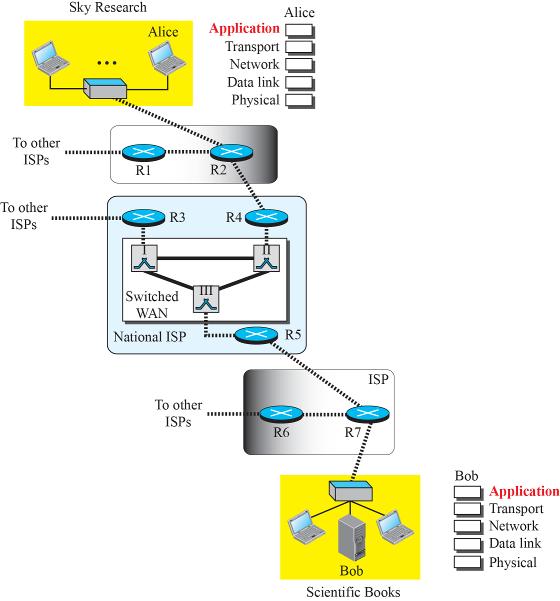 Sky Research
Alice
Alice
Application
Transport
Network
Data link
Physical
To other
ISPs
R1
R2
To other
ISPs
R3
R4
I
II
III
Switched
WAN
National ISP
R5
ISP
To other
ISPs
R6
R7
Bob
Application
Transport
Network
Data link
Physical
Bob
Scientific Books